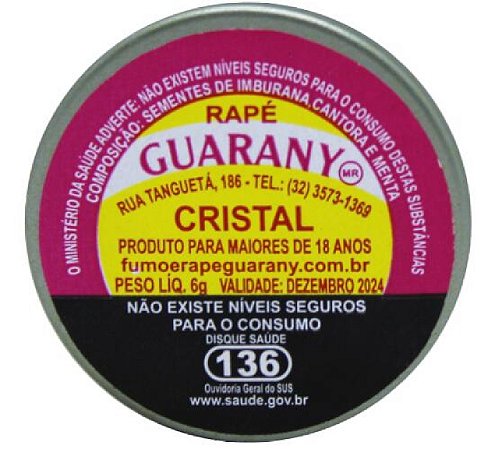 O MINISTÉRIO DA SAÚDE ADVERTE: NÃO EXISTEM NÍVEIS SEGUROS PARA O CONSUMO DESTAS SUBSTÂNCIAS
COMPOSIÇÃO: SEMENTES DE IMBURANA, CANTORA E MENTA
RAPÉ
GUARANY MR
RUA TANGUETÁ, 186 - TEL.: (32) 3573-1369
CRISTAL
PRODUTO PARA MAIORES DE 18 ANOS
fumoerapeguarany.com.br
PESO LÍQ. 6g VALIDADE: DEZEMBRO 2024
NÃO EXISTE NÍVEIS SEGUROS
PARA O CONSUMO
DISQUE SAÚDE
136
Ouvidoria Geral do SUS
www.saude.gov.br